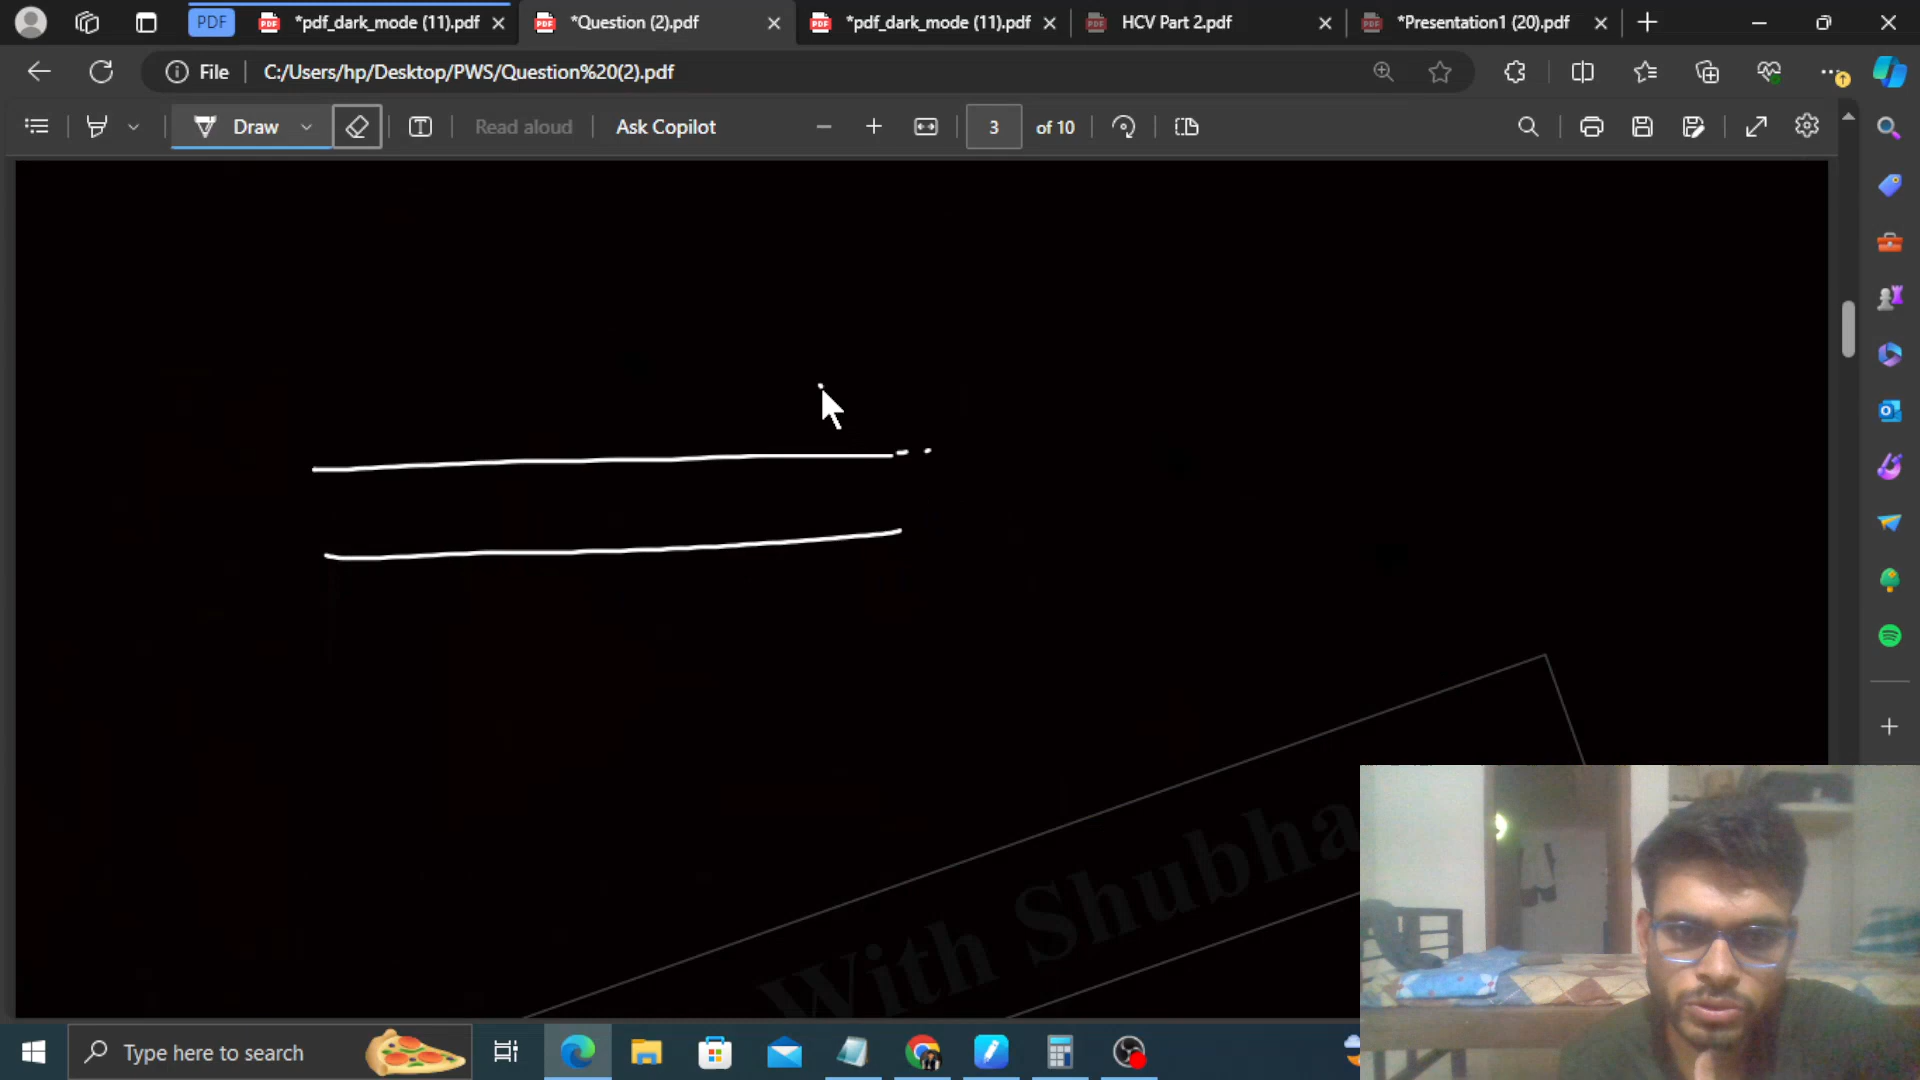 PDF
*pdf_dark_mode (11).pdf
*Question (2).pdf
*pdf_dark_mode (11).pdf
HCV Part 2.pdf
*Presentation1 (20).pdf
File
C:/Users/hp/Desktop/PWS/Question%20(2).pdf
Draw
Read aloud
Ask Copilot
3
of 10
With Shubha
Type here to search